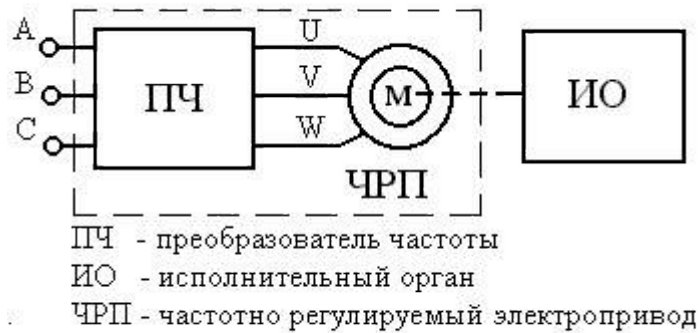 A U
B V
C W
ПЧ
М
ИО
ЧРП
ПЧ - преобразователь частоты
ИО - исполнительный орган
ЧРП - частотно регулируемый электропривод